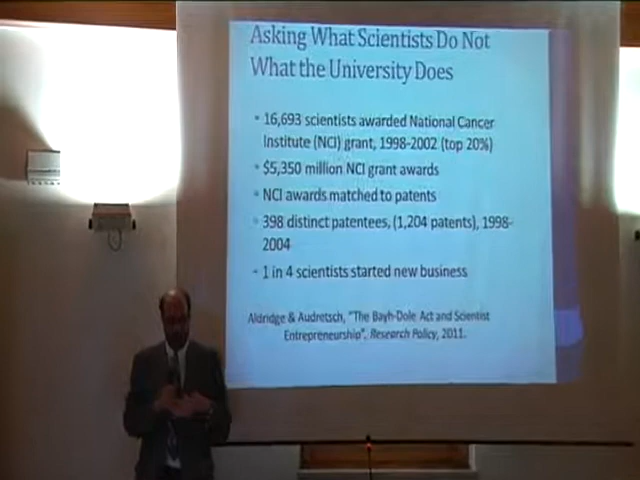 Asking What Scientists Do Not
What the University Does
• 16,693 scientists awarded National Cancer
Institute (NCI) grant, 1998-2002 (top 20%)
• $5,350 million NCI grant awards
• NCI awards matched to patents
• 398 distinct patentees, (1,204 patents), 1998-
2004
• 1 in 4 scientists started new business
Aldridge & Audretsch, "The Bayh-Dole Act and Scientist
Entrepreneurship", Research Policy, 2011.